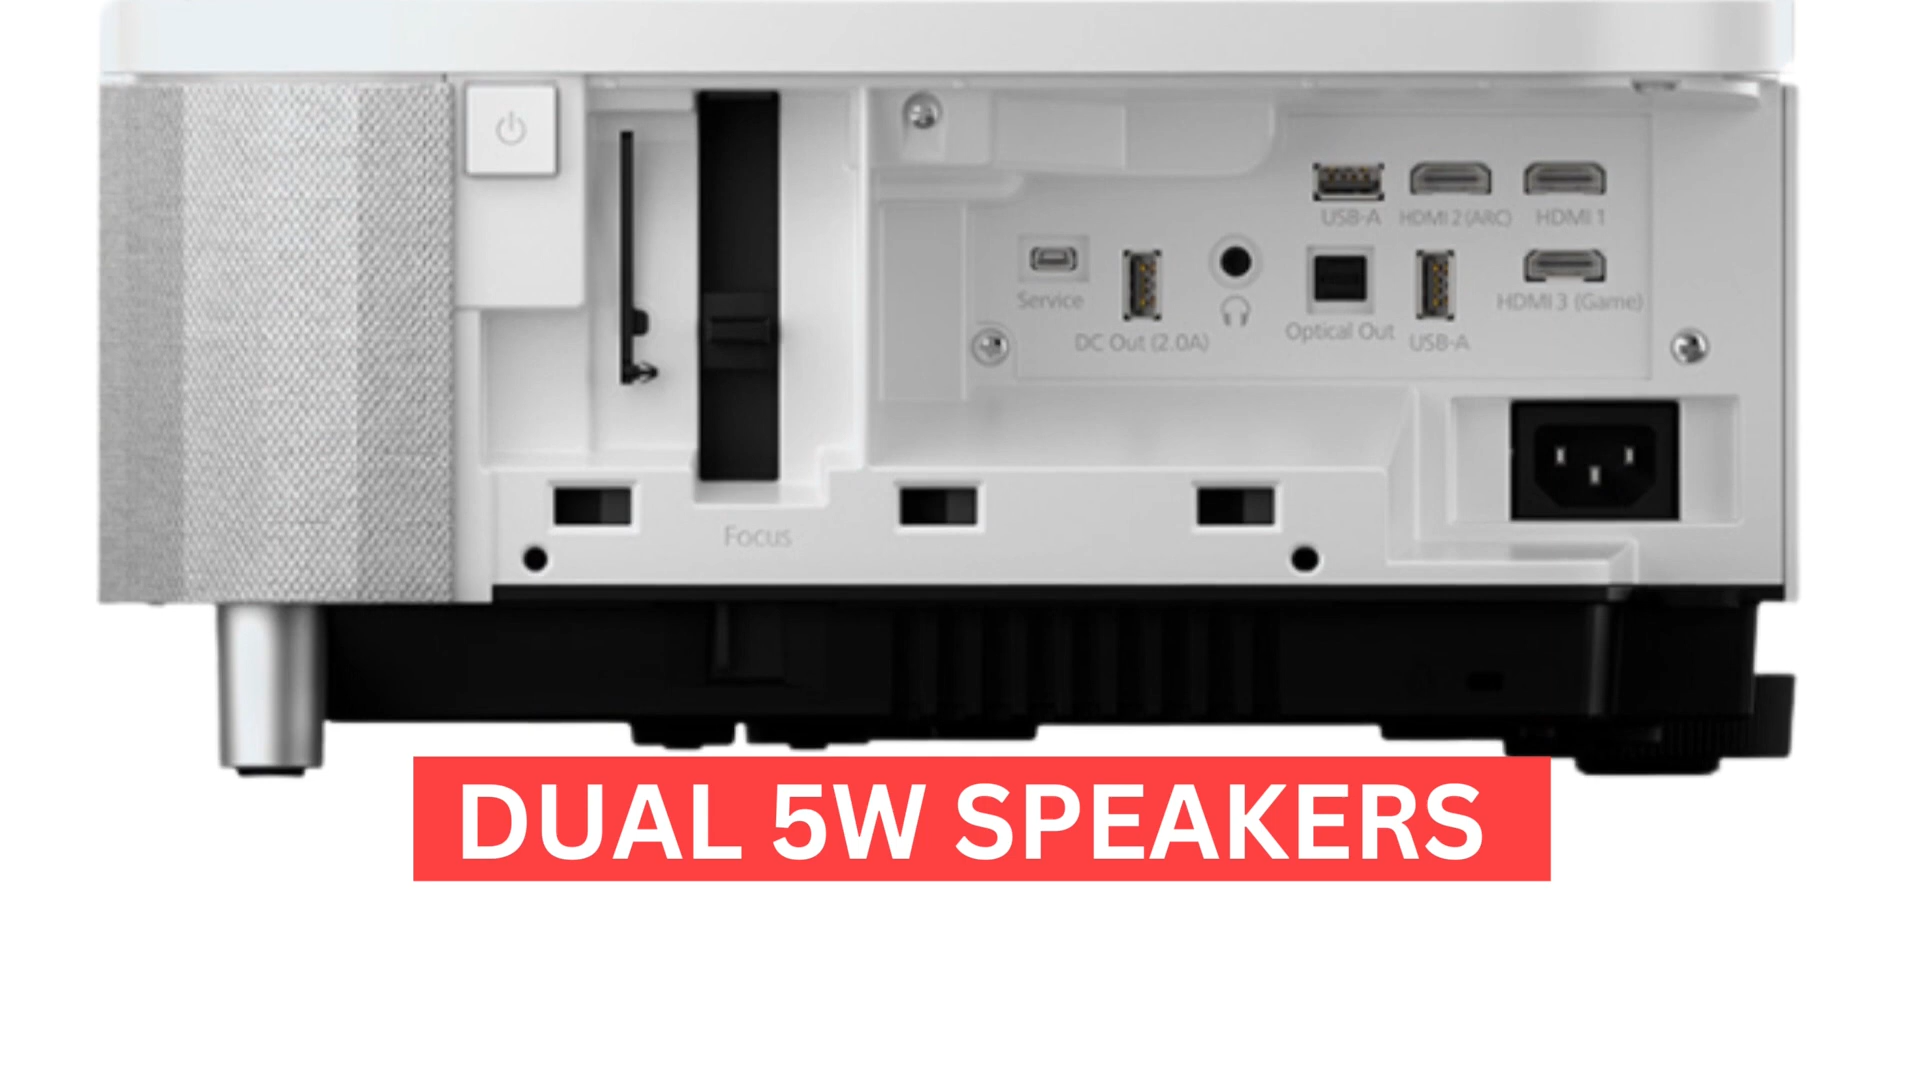 USB-A HDMI 2 (ARC) HDMI 1
Service
DC Out (2.0A)
Optical Out
USB-A
HDMI 3 (Game)
Focus
DUAL 5W SPEAKERS